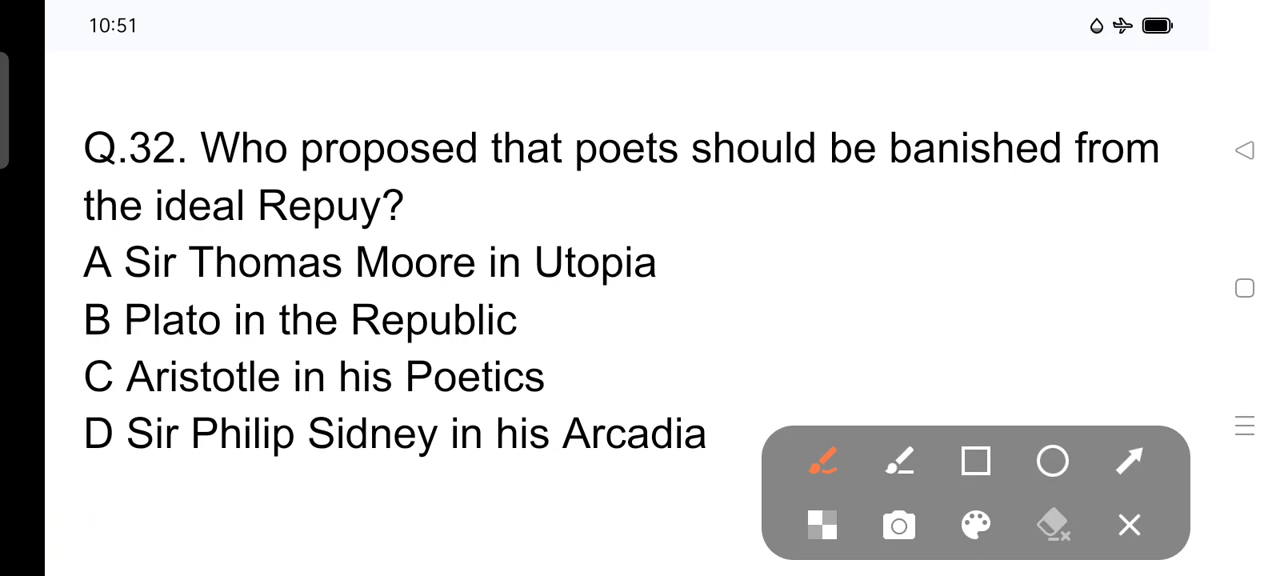 10:51
Q.32. Who proposed that poets should be banished from
the ideal Repuy?
A Sir Thomas Moore in Utopia
B Plato in the Republic
C Aristotle in his Poetics
D Sir Philip Sidney in his Arcadia